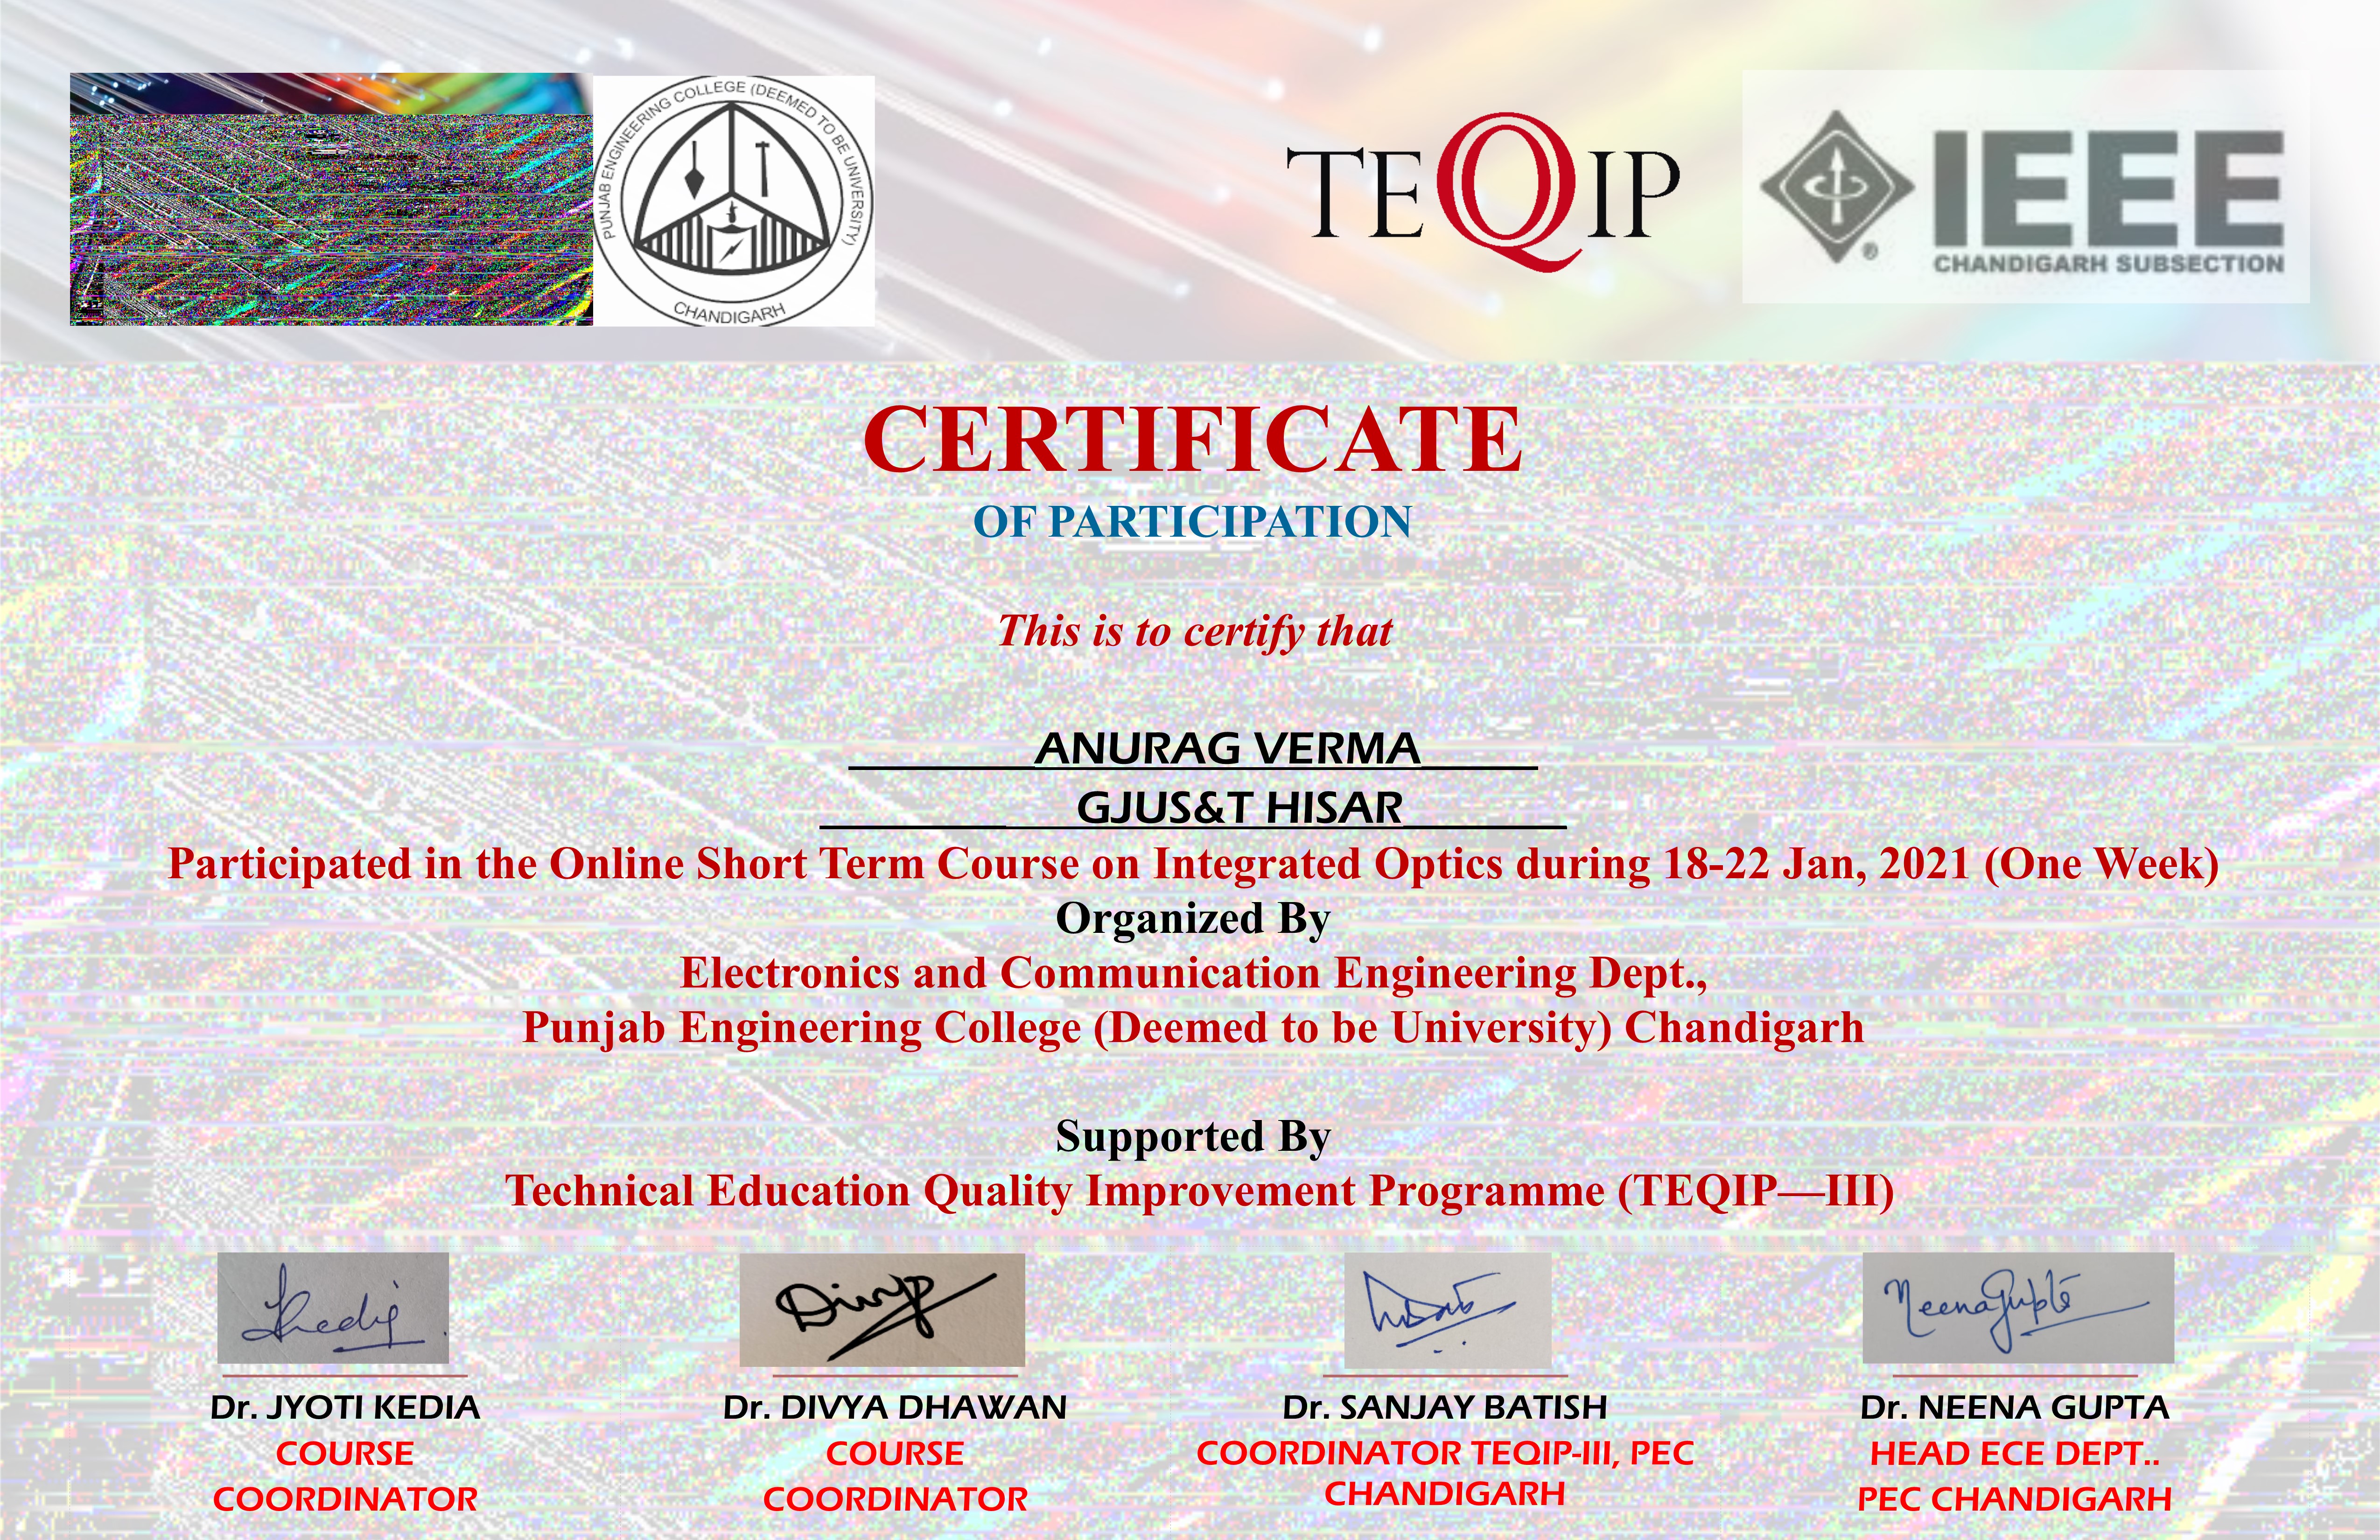 PUNJAB ENGINEERING COLLEGE (DEEMED TO BE UNIVERSITY)
CHANDIGARH
TEQIP
IEEE
®
CHANDIGARH SUBSECTION
CERTIFICATE
OF PARTICIPATION
This is to certify that
ANURAG VERMA
GJUS&T HISAR
Participated in the Online Short Term Course on Integrated Optics during 18-22 Jan, 2021 (One Week)
Organized By
Electronics and Communication Engineering Dept.,
Punjab Engineering College (Deemed to be University) Chandigarh
Supported By
Technical Education Quality Improvement Programme (TEQIP—III)
Neena Gupta
Dr. JYOTI KEDIA
COURSE
COORDINATOR
Dr. DIVYA DHAWAN
COURSE
COORDINATOR
Dr. SANJAY BATISH
COORDINATOR TEQIP-III, PEC
CHANDIGARH
Dr. NEENA GUPTA
HEAD ECE DEPT..
PEC CHANDIGARH